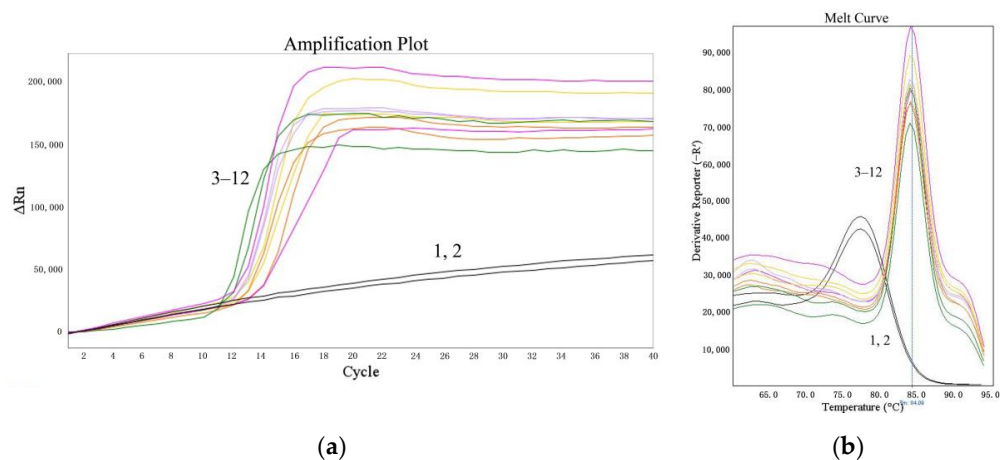 Amplification Plot
200,000
150,000
100,000
50,000
0
ΔRn
3–12
1, 2
2 4 6 8 10 12 14 16 18 20 22 24 26 28 30 32 34 36 38 40
Cycle
(a)
Melt Curve
90,000
80,000
70,000
60,000
50,000
40,000
30,000
20,000
10,000
Derivative Reporter (−R')
3–12
1, 2
65.0 70.0 75.0 80.0 85.0 90.0 95.0
Temperature (°C)
(b)